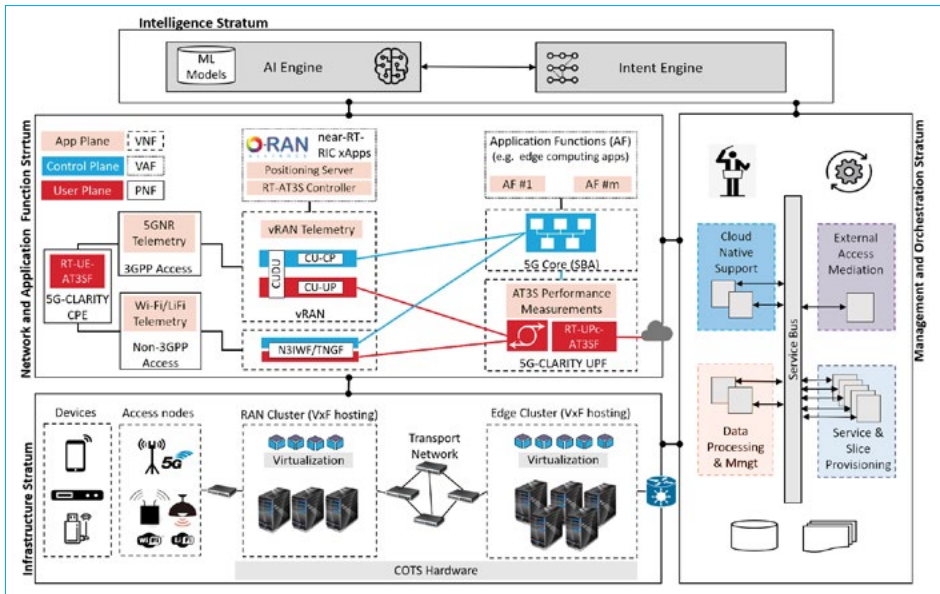 Intelligence Stratum
ML
Models
AI Engine
Intent Engine
Network and Application Function Strrtum
App Plane
VNF
Control Plane
VAF
User Plane
PNF
O-RAN
ALLIANCE
near-RT-
RIC xApps
Positioning Server
RT-AT3S Controller
Application Functions (AF)
(e.g. edge computing apps)
AF #1
AF #m
5GNR
Telemetry
3GPP Access
RT-UE-
AT3SF
5G-CLARITY
CPE
Wi-Fi/LiFi
Telemetry
Non-3GPP
Access
vRAN Telemetry
CUDU
CU-CP
CU-UP
vRAN
N3IWF/TNGF
5G Core (SBA)
AT3S Performance
Measurements
RT-UPc-
AT3SF
5G-CLARITY UPF
Management and Orchestration Stratum
Cloud
Native
Support
External
Access
Mediation
Service Bus
Data
Processing
& Mmgt
Service &
Slice
Provisioning
Infrastructure Stratum
Devices
Access nodes
5G
WiFi
LiFi
RAN Cluster (VxF hosting)
Virtualization
Transport
Network
Edge Cluster (VxF hosting)
Virtualization
COTS Hardware